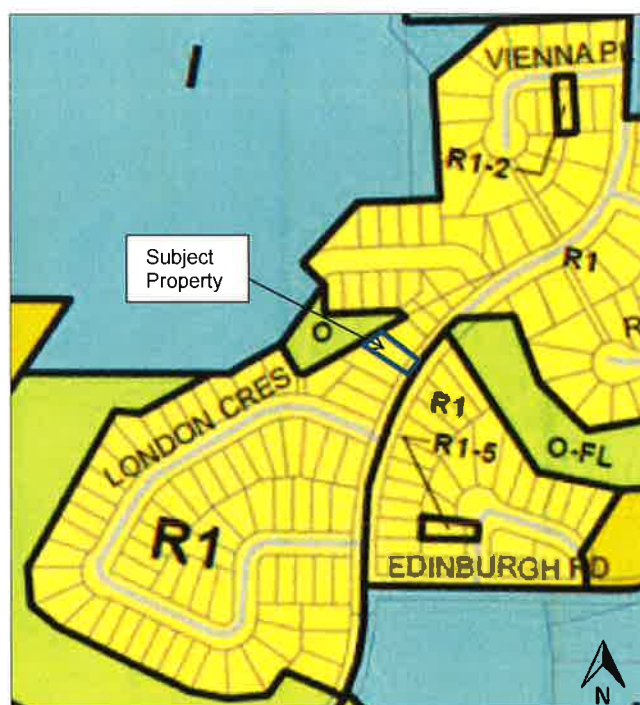 I
VIENNA PL
R1-2
Subject
Property
R1
O
R
LONDON CRES
R1
R1-5
O-FL
R1
EDINBURGH RD
N